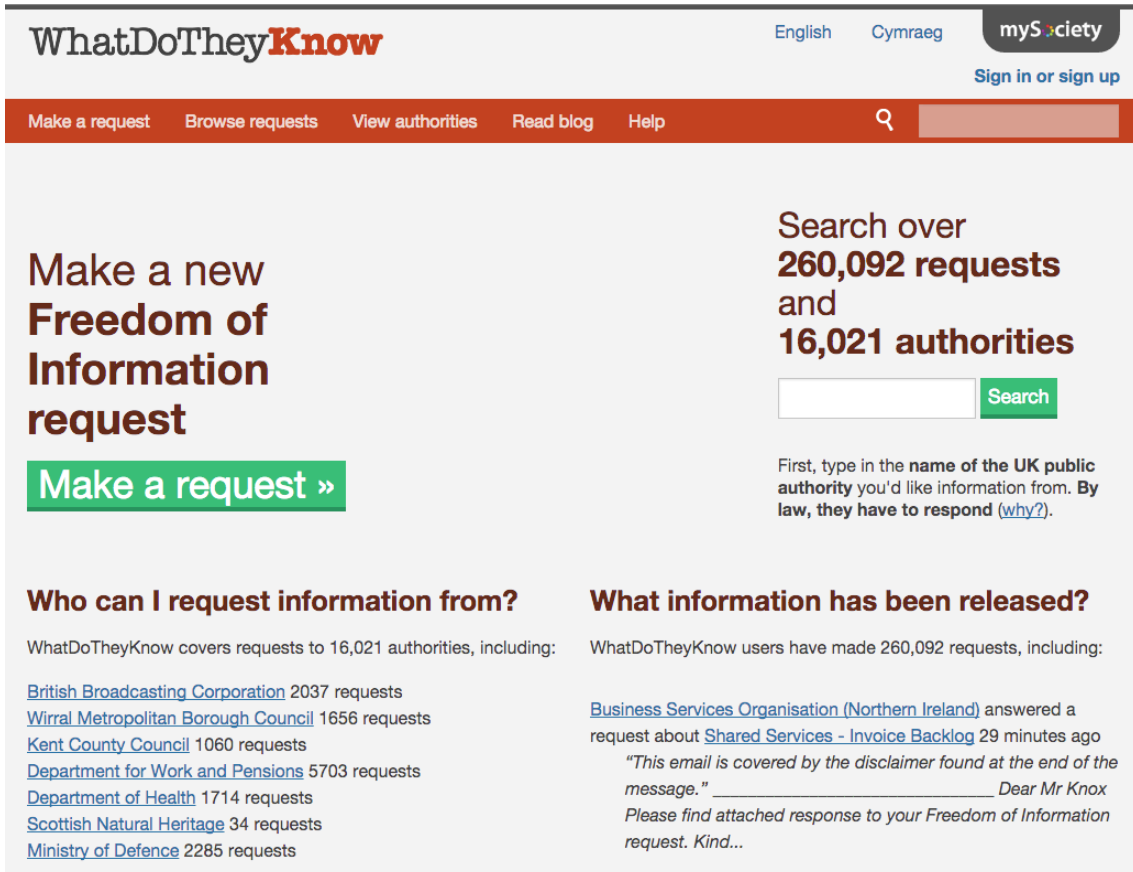 WhatDoTheyKnow
English Cymraeg mySociety
Sign in or sign up
Make a request Browse requests View authorities Read blog Help
Make a new
Freedom of
Information
request
Make a request »
Search over
260,092 requests
and
16,021 authorities
Search
First, type in the name of the UK public
authority you'd like information from. By
law, they have to respond (why?).
Who can I request information from?
WhatDoTheyKnow covers requests to 16,021 authorities, including:
British Broadcasting Corporation 2037 requests
Wirral Metropolitan Borough Council 1656 requests
Kent County Council 1060 requests
Department for Work and Pensions 5703 requests
Department of Health 1714 requests
Scottish Natural Heritage 34 requests
Ministry of Defence 2285 requests
What information has been released?
WhatDoTheyKnow users have made 260,092 requests, including:
Business Services Organisation (Northern Ireland) answered a
request about Shared Services - Invoice Backlog 29 minutes ago
“This email is covered by the disclaimer found at the end of the
message.” ________________________________ Dear Mr Knox
Please find attached response to your Freedom of Information
request. Kind...